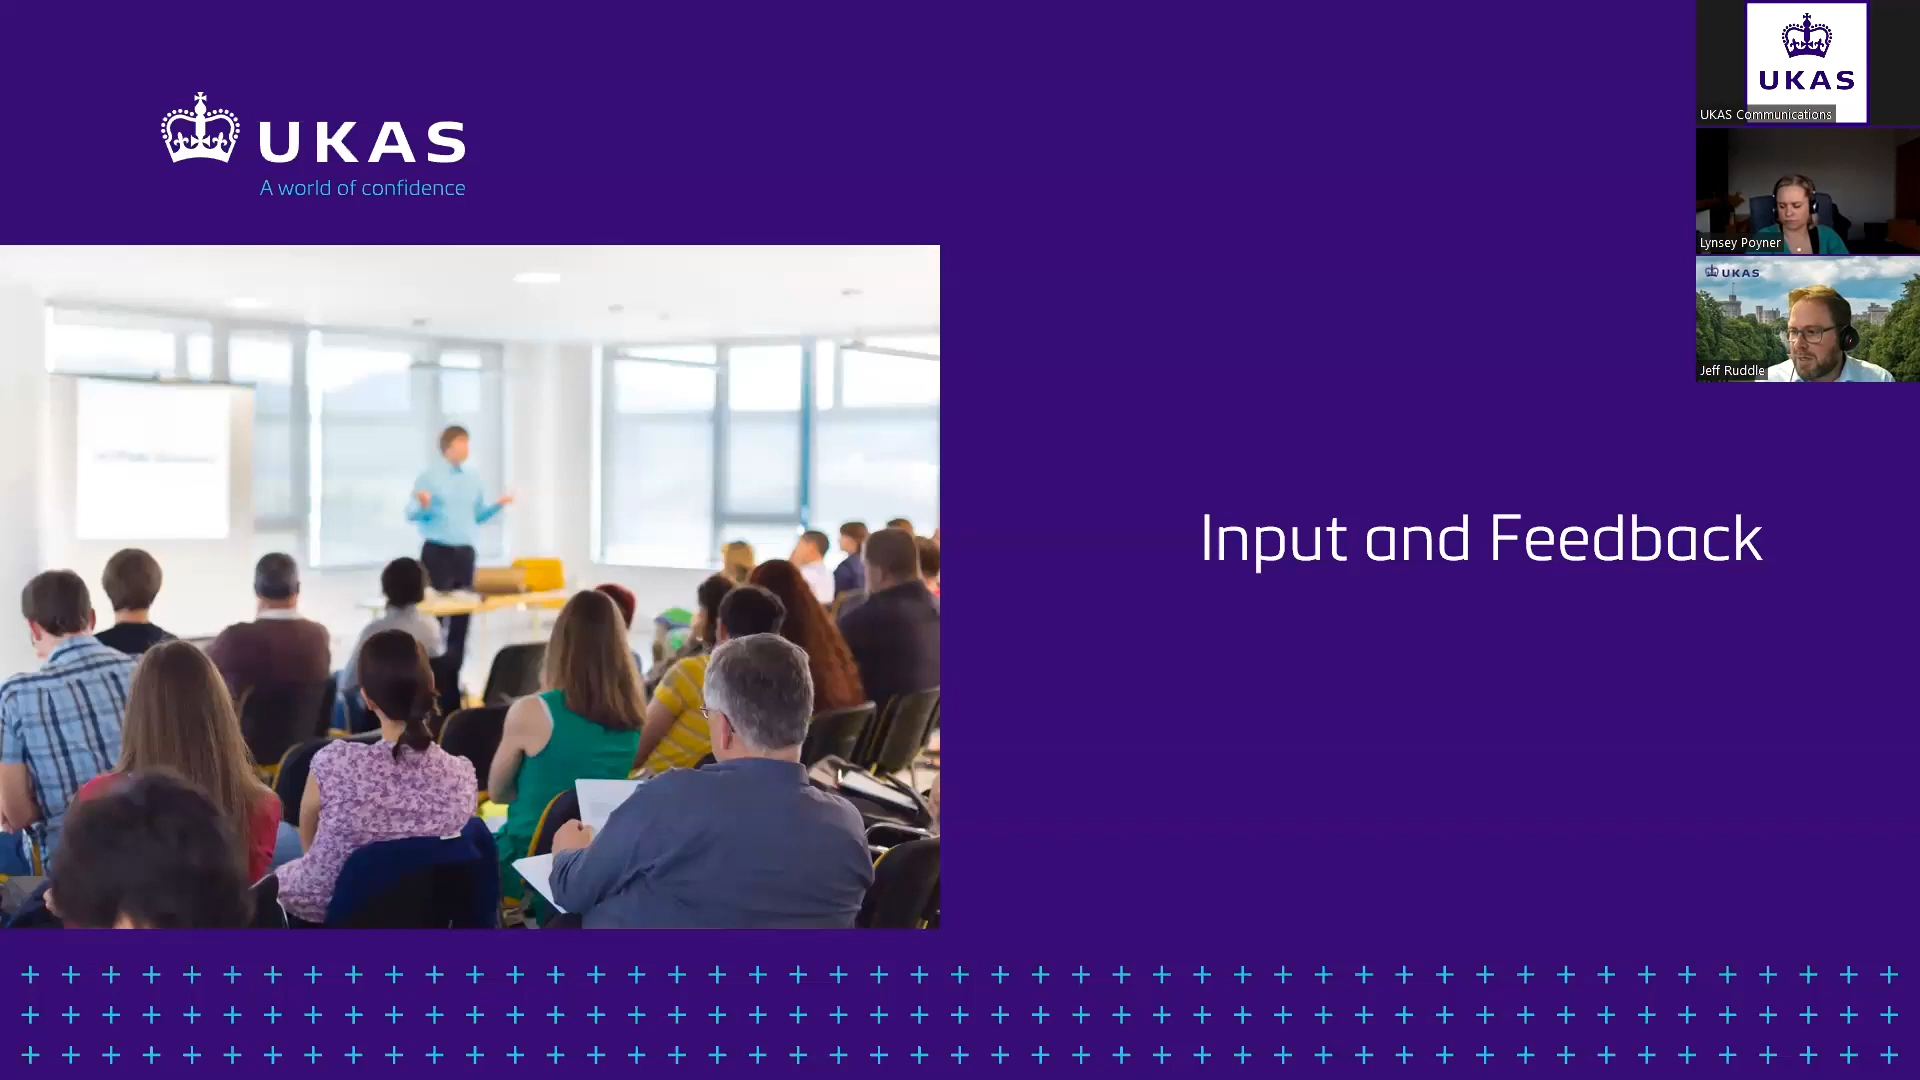 UKAS
A world of confidence
Input and Feedback
UKAS
UKAS Communications
Lynsey Poyner
UKAS
Jeff Ruddle